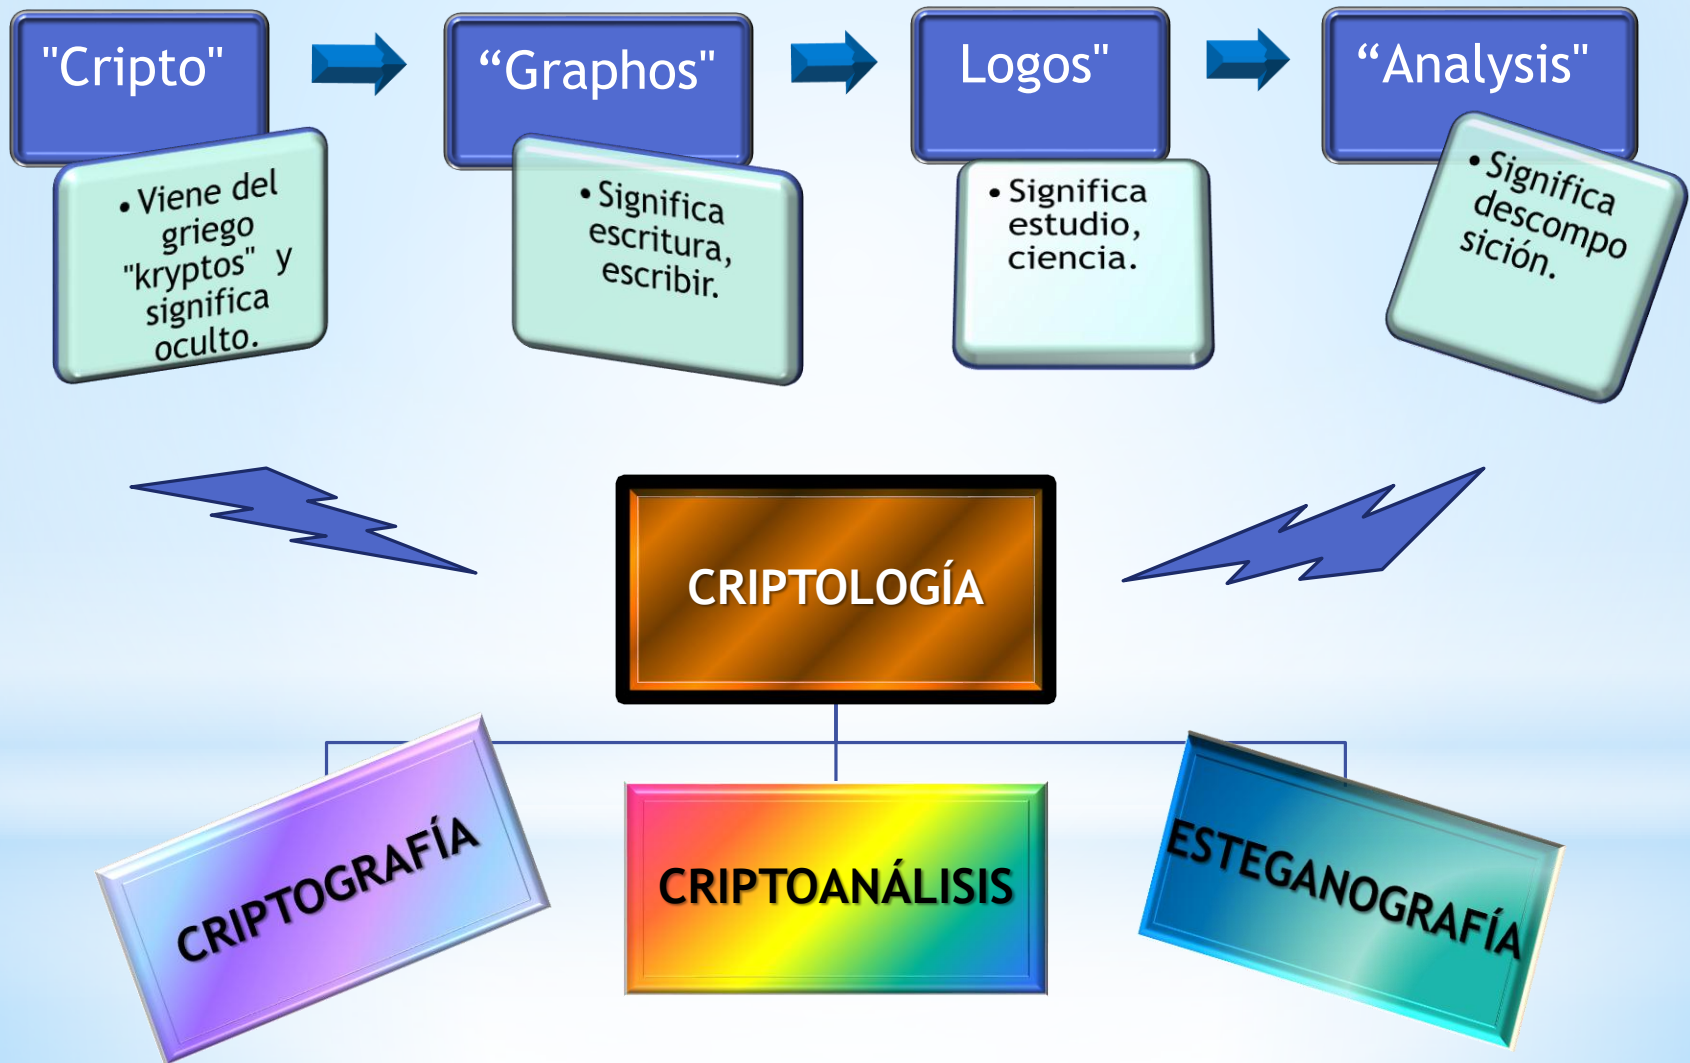 "Cripto"
“Graphos"
Logos"
“Analysis"
• Viene del
griego
"kryptos" y
significa
oculto.
• Significa
escritura,
escribir.
• Significa
estudio,
ciencia.
• Significa
descompo
sición.
CRIPTOLOGÍA
CRIPTOGRAFÍA
CRIPTOANÁLISIS
ESTEGANOGRAFÍA